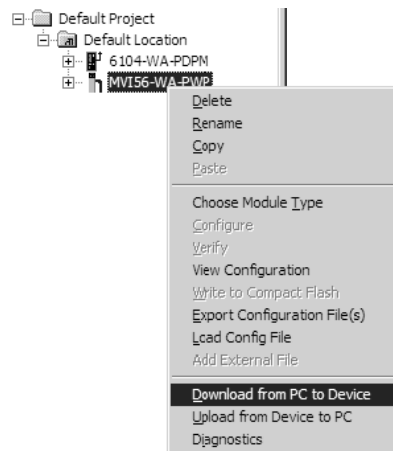 Default Project
Default Location
6104-WA-PDPM
MVI56-WA-PWP
Delete
Rename
Copy
Paste
Choose Module Type
Configure
Verify
View Configuration
Write to Compact Flash
Export Configuration File(s)
Load Config File
Add External File
Download from PC to Device
Upload from Device to PC
Diagnostics